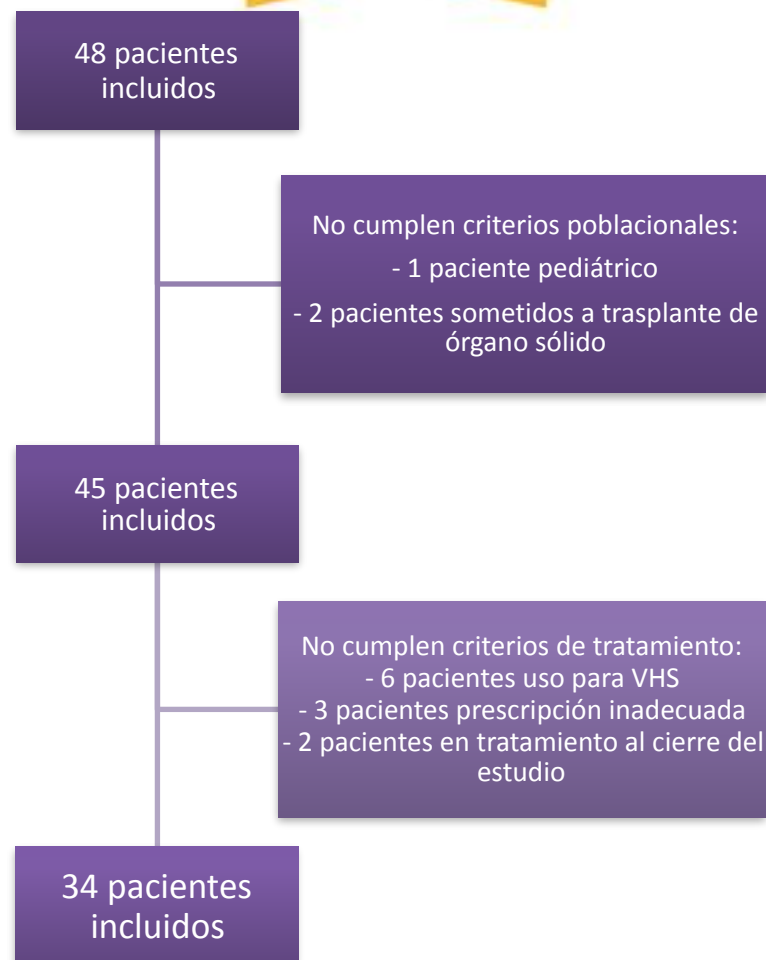 48 pacientes
incluidos
No cumplen criterios poblacionales:
- 1 paciente pediátrico
- 2 pacientes sometidos a trasplante de
órgano sólido
45 pacientes
incluidos
No cumplen criterios de tratamiento:
- 6 pacientes uso para VHS
- 3 pacientes prescripción inadecuada
- 2 pacientes en tratamiento al cierre del
estudio
34 pacientes
incluidos